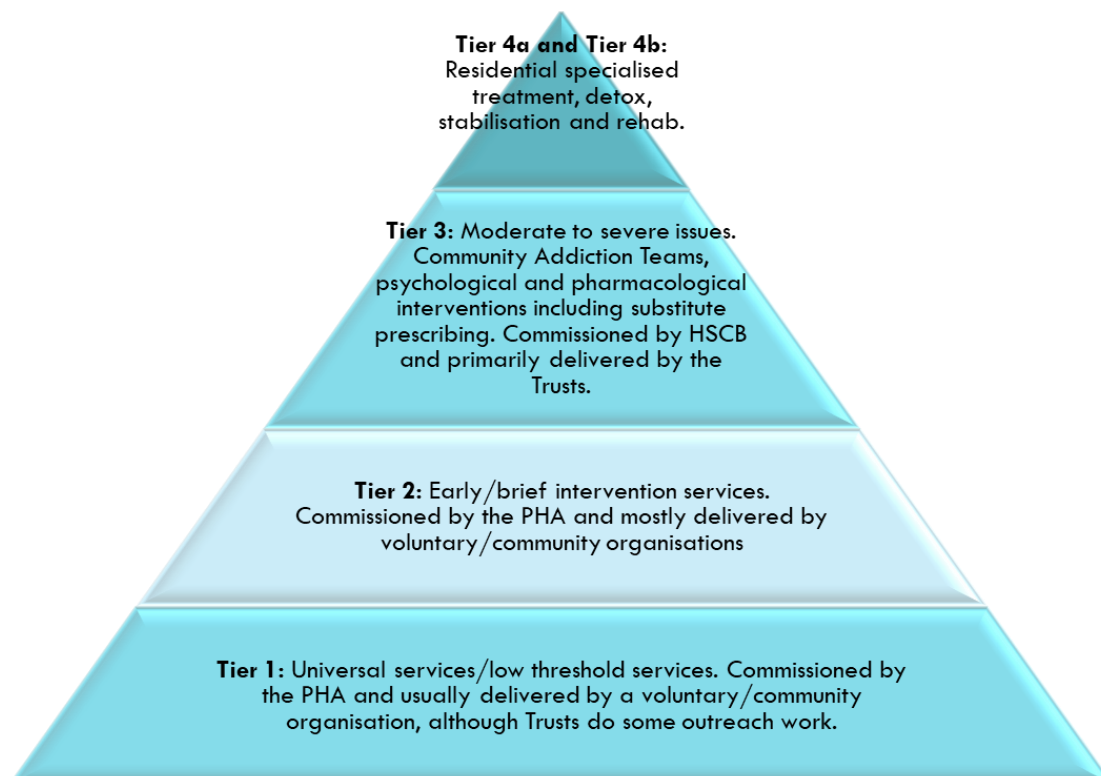 Tier 4a and Tier 4b:
Residential specialised
treatment, detox,
stabilisation and rehab.
Tier 3: Moderate to severe issues.
Community Addiction Teams,
psychological and pharmacological
interventions including substitute
prescribing. Commissioned by HSCB
and primarily delivered by the
Trusts.
Tier 2: Early/brief intervention services.
Commissioned by the PHA and mostly delivered by
voluntary/community organisations
Tier 1: Universal services/low threshold services. Commissioned by
the PHA and usually delivered by a voluntary/community
organisation, although Trusts do some outreach work.